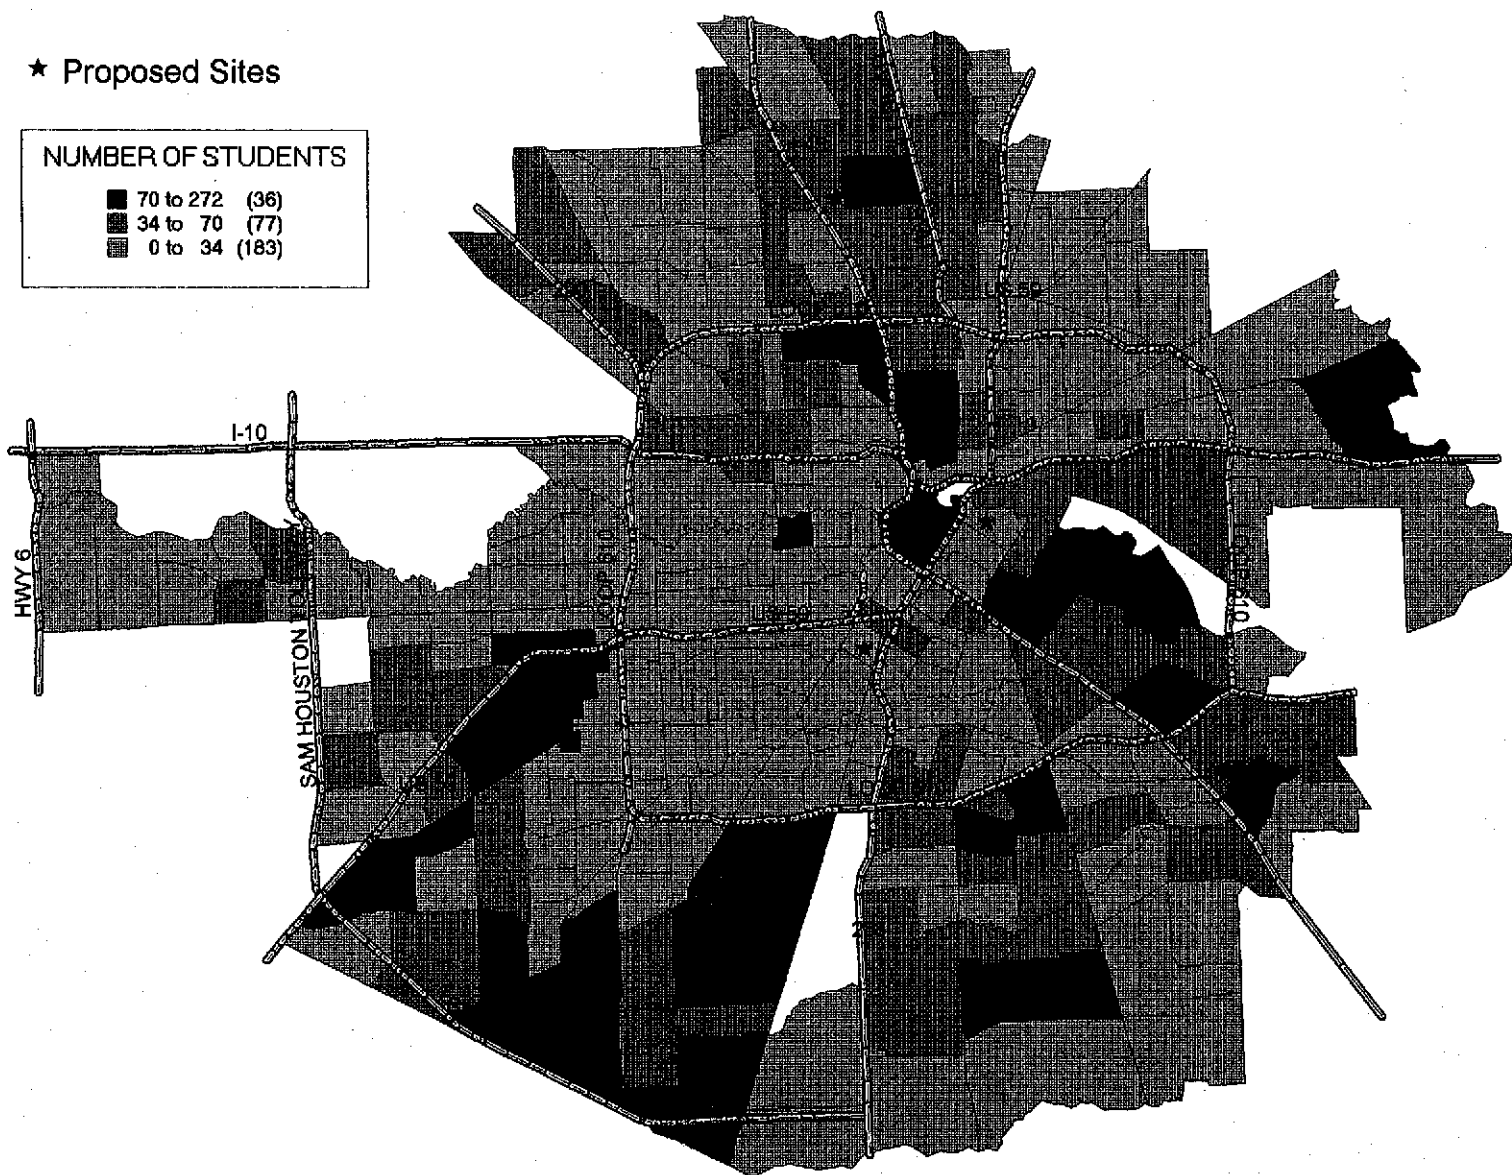 ★ Proposed Sites
NUMBER OF STUDENTS
70 to 272 (36)
34 to 70 (77)
0 to 34 (183)
I-10
HWY 6
SAM HOUSTON